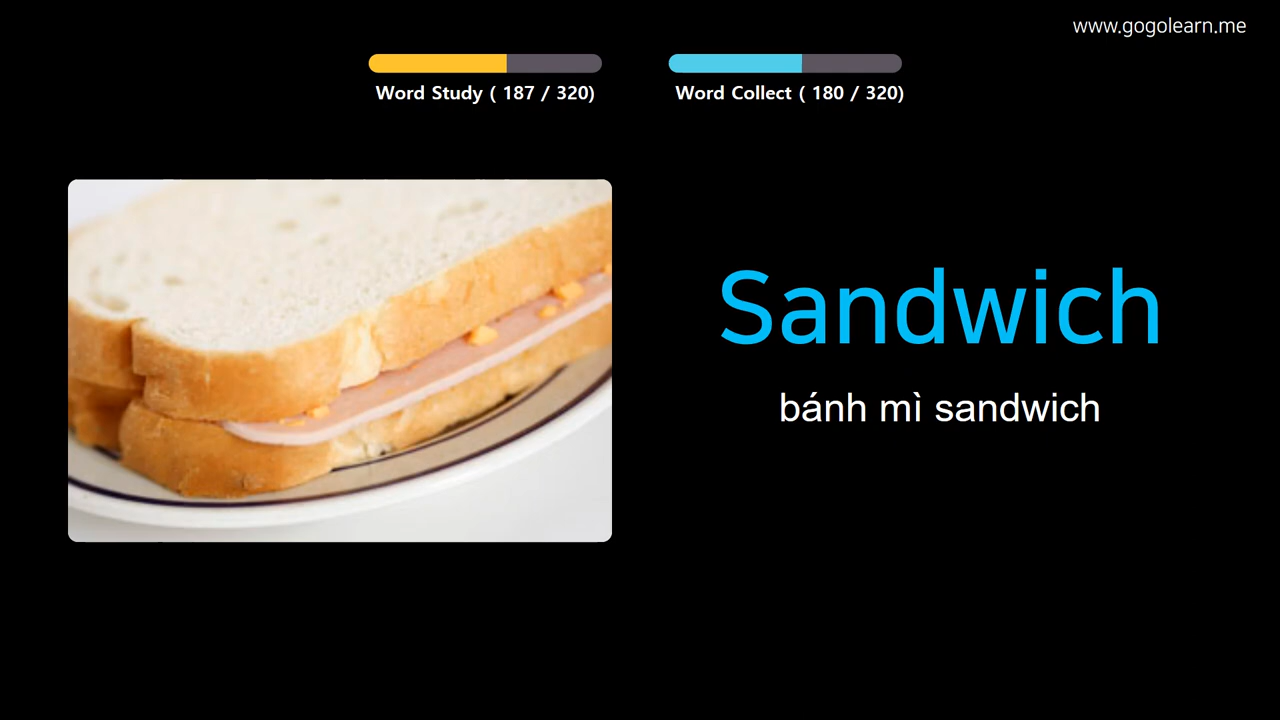 www.gogolearn.me
Word Study ( 187 / 320)
Word Collect ( 180 / 320)
Sandwich
bánh mì sandwich